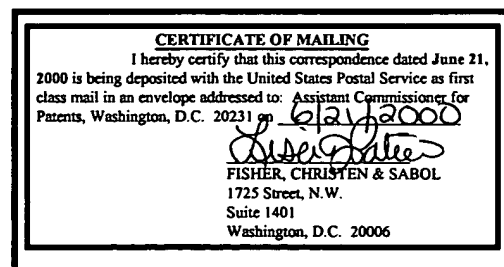 CERTIFICATE OF MAILING
I hereby certify that this correspondence dated June 21,
2000 is being deposited with the United States Postal Service as first
class mail in an envelope addressed to: Assistant Commissioner for
Patents, Washington, D.C. 20231 on 6/21/2000
FISHER, CHRISTEN & SABOL
1725 Street, N.W.
Suite 1401
Washington, D.C. 20006